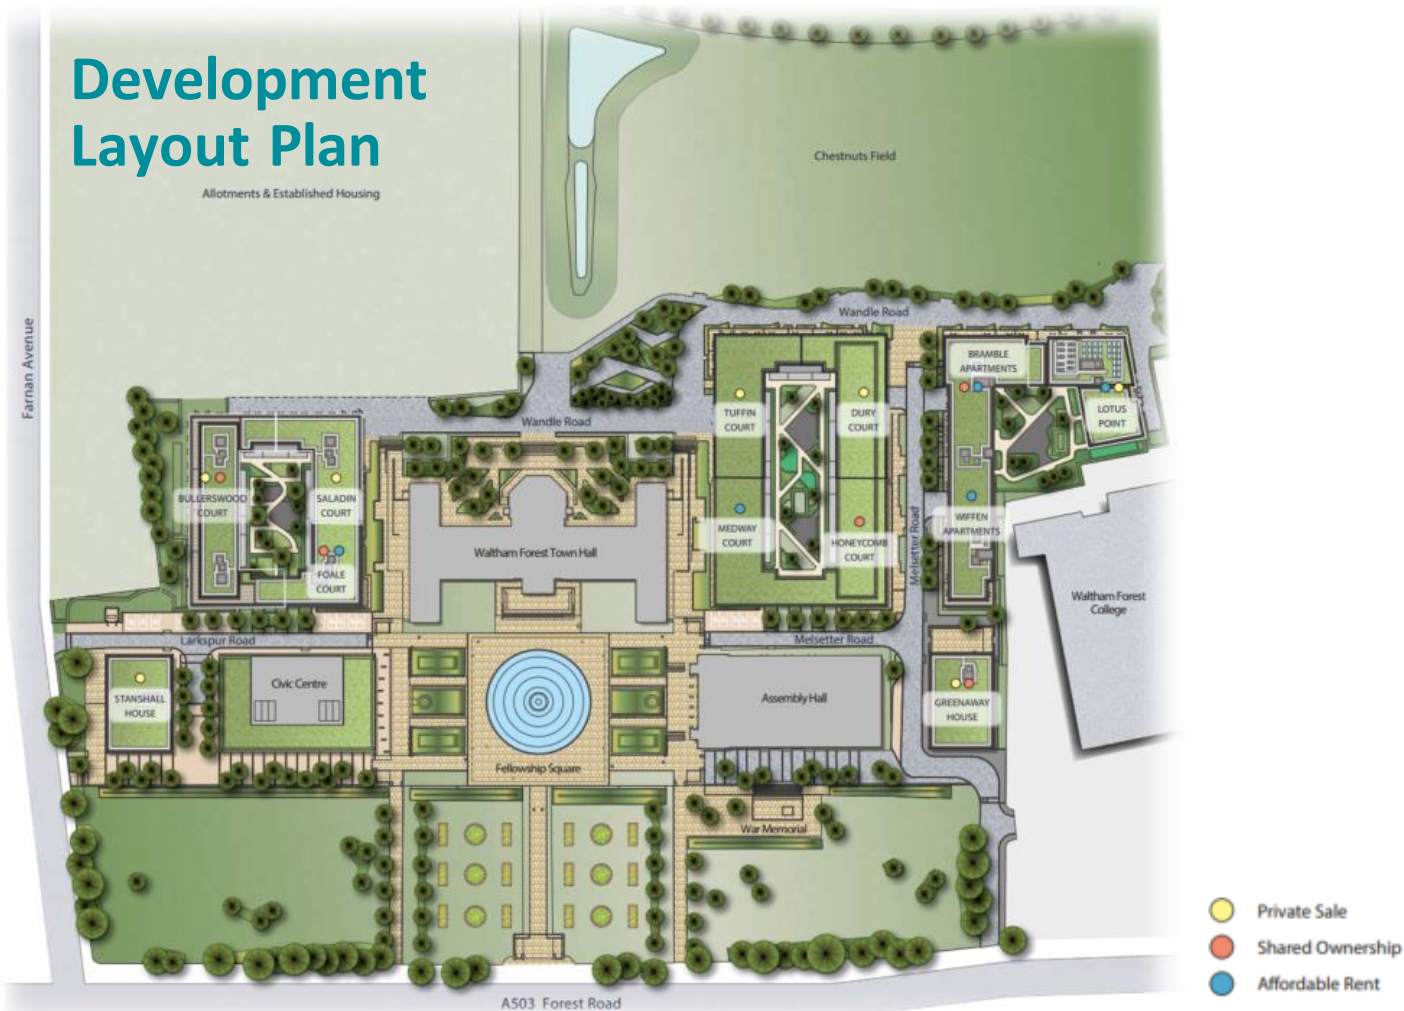 Development
Layout Plan
Allotments & Established Housing
Chestnuts Field
Farnan Avenue
Wandle Road
Wandle Road
BRAMBLE
APARTMENTS
TUFFIN
COURT
DURY
COURT
LOTUS
POINT
BULLERSWOOD
COURT
SALADIN
COURT
FOALE
COURT
Waltham Forest Town Hall
MEDWAY
COURT
HONEYCOMB
COURT
Melsetter Road
WIFFEN
APARTMENTS
Waltham Forest
College
Larkspur Road
Melsetter Road
STANSHALL
HOUSE
Civic Centre
Assembly Hall
GREENAWAY
HOUSE
Fellowship Square
War Memorial
A503 Forest Road
Private Sale
Shared Ownership
Affordable Rent